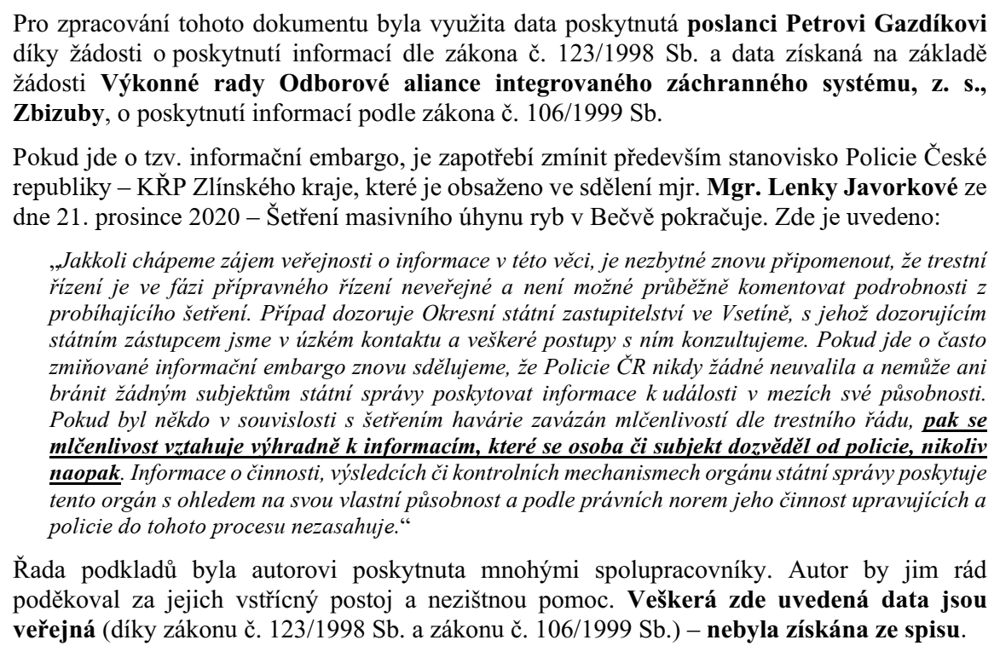 Pro zpracování tohoto dokumentu byla využita data poskytnutá poslanci Petrovi Gazdíkovi
díky žádosti o poskytnutí informací dle zákona č. 123/1998 Sb. a data získaná na základě
žádosti Výkonné rady Odborové aliance integrovaného záchranného systému, z. s.,
Zbizuby, o poskytnutí informací podle zákona č. 106/1999 Sb.
Pokud jde o tzv. informační embargo, je zapotřebí zmínit především stanovisko Policie České
republiky – KŘP Zlínského kraje, které je obsaženo ve sdělení mjr. Mgr. Lenky Javorkové ze
dne 21. prosince 2020 – Šetření masivního úhynu ryb v Bečvě pokračuje. Zde je uvedeno:
„Jakkoli chápeme zájem veřejnosti o informace v této věci, je nezbytné znovu připomenout, že trestní
řízení je ve fázi přípravného řízení neveřejné a není možné průběžně komentovat podrobnosti z
probíhajícího šetření. Případ dozoruje Okresní státní zastupitelství ve Vsetíně, s jehož dozorujícím
státním zástupcem jsme v úzkém kontaktu a veškeré postupy s ním konzultujeme. Pokud jde o často
zmiňované informační embargo znovu sdělujeme, že Policie ČR nikdy žádné neuvalila a nemůže ani
bránit žádným subjektům státní správy poskytovat informace k události v mezích své působnosti.
Pokud byl někdo v souvislosti s šetřením havárie zavázán mlčenlivostí dle trestního řádu, pak se
mlčenlivost vztahuje výhradně k informacím, které se osoba či subjekt dozvěděl od policie, nikoliv
naopak. Informace o činnosti, výsledcích či kontrolních mechanismech orgánu státní správy poskytuje
tento orgán s ohledem na svou vlastní působnost a podle právních norem jeho činnost upravujících a
policie do tohoto procesu nezasahuje.“
Řada podkladů byla autorovi poskytnuta mnohými spolupracovníky. Autor by jim rád
poděkoval za jejich vstřícný postoj a nezištnou pomoc. Veškerá zde uvedená data jsou
veřejná (díky zákonu č. 123/1998 Sb. a zákonu č. 106/1999 Sb.) – nebyla získána ze spisu.